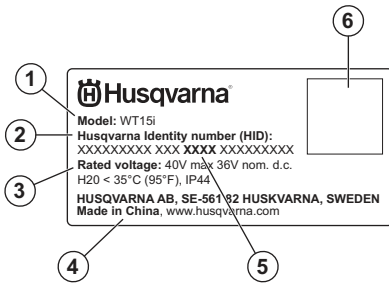 6
1
Husqvarna
Model: WT15i
2
Husqvarna Identity number (HID):
XXXXXXXXX XXX XXXX XXXXXXXXX
3
Rated voltage: 40V max 36V nom. d.c.
H20 < 35°C (95°F), IP44
HUSQVARNA AB, SE-561 82 HUSKVARNA, SWEDEN
Made in China, www.husqvarna.com
4
5